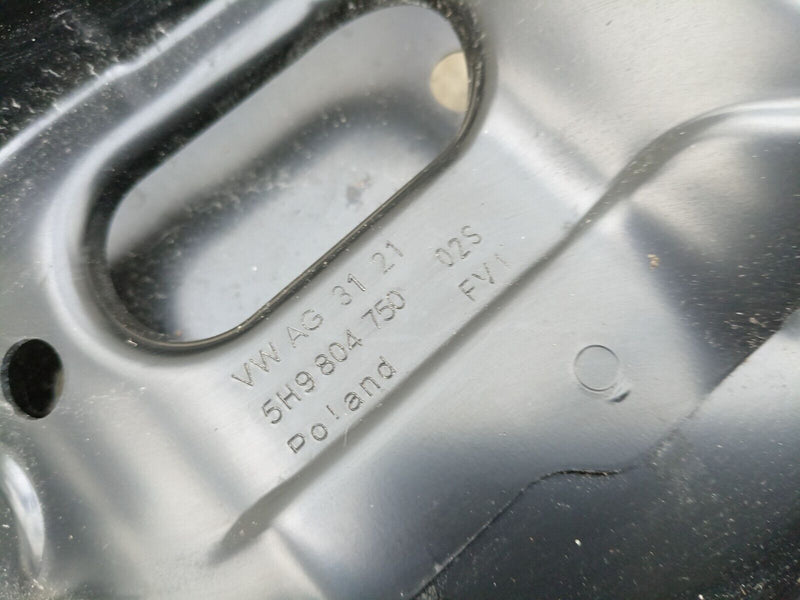 VW AG 31 21 02S
5H9 804 750 FV1
Poland